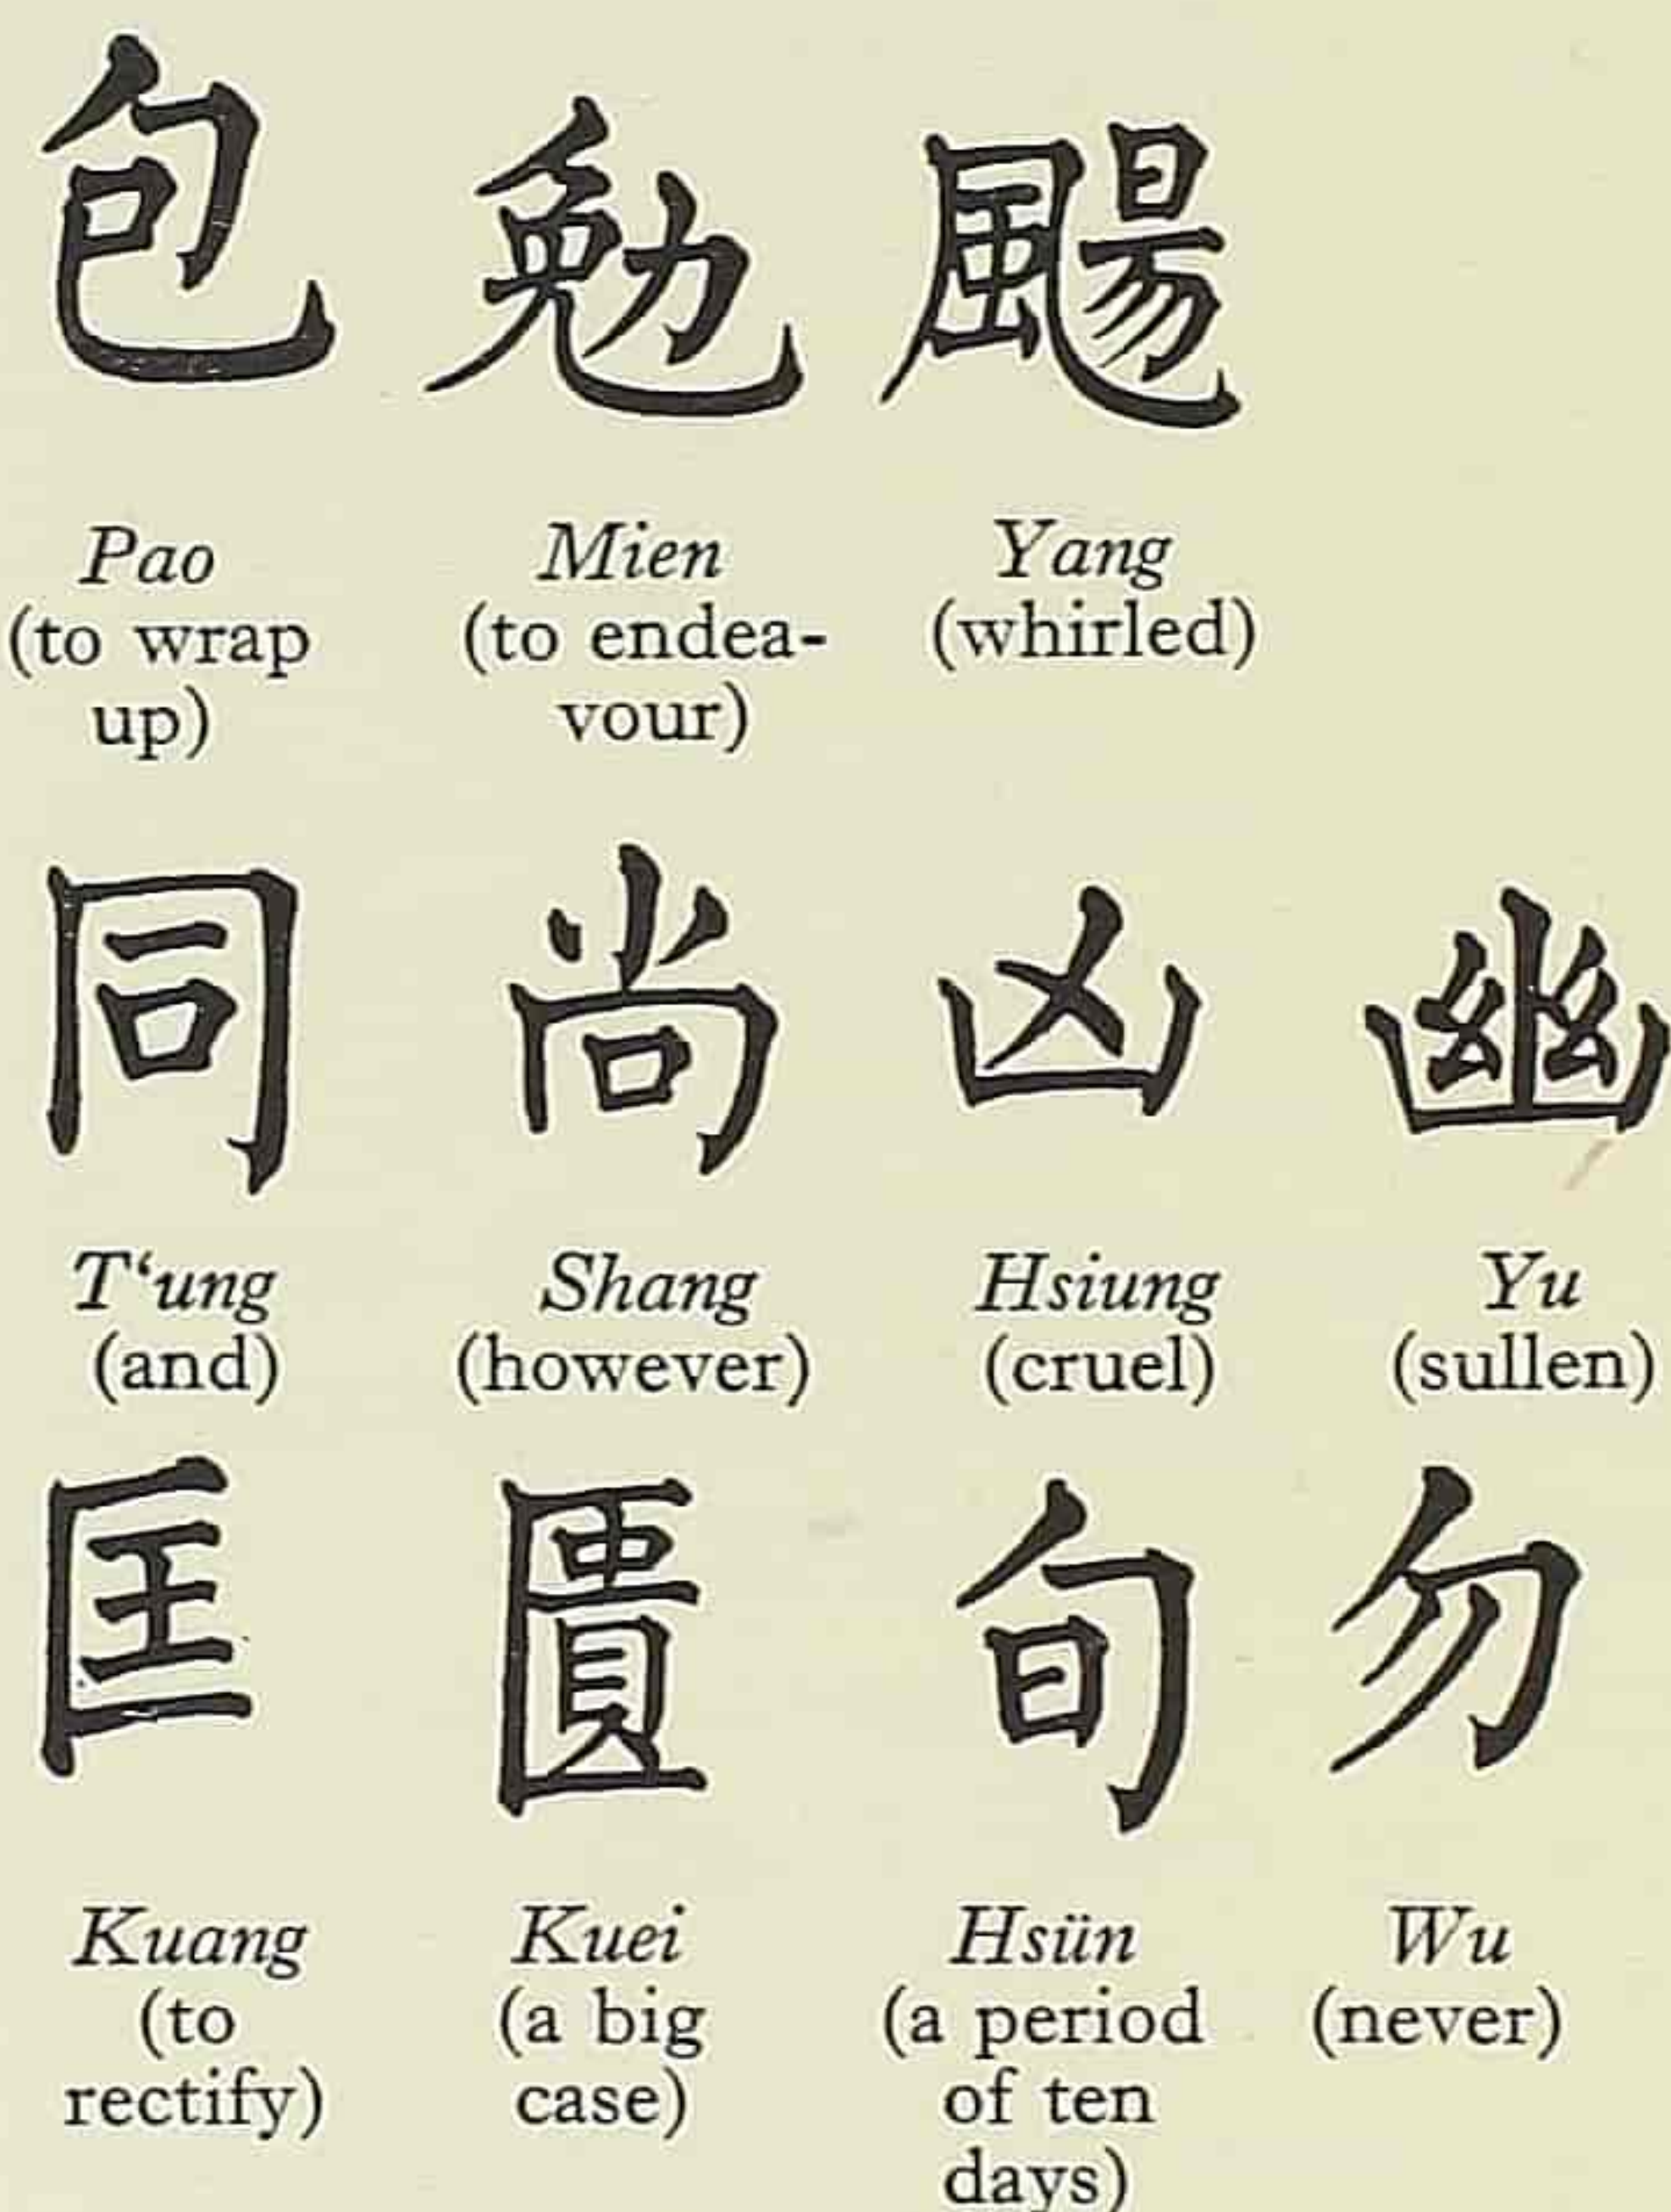 包 勉 颺
Pao Mien Yang
(to wrap (to endea- (whirled)
up) vour)
同 尚 凶 幽
T‘ung Shang Hsiung Yu
(and) (however) (cruel) (sullen)
匡 匱 旬 勿
Kuang Kuei Hsün Wu
(to (a big (a period (never)
rectify) case) of ten
days)